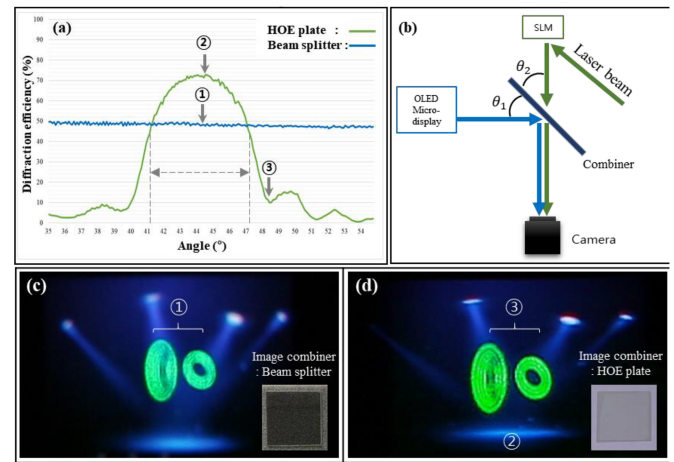 (a)
HOE plate :
Beam splitter :
Diffraction efficiency (%)
100
90
80
70
60
50
40
30
20
10
0
②
①
③
35 36 37 38 39 40 41 42 43 44 45 46 47 48 49 50 51 52 53 54
Angle (°)
(b)
SLM
Laser beam
θ2
θ1
OLED
Micro-
display
Combiner
Camera
(c)
①
Image combiner
: Beam splitter
(d)
③
Image combiner
: HOE plate
②